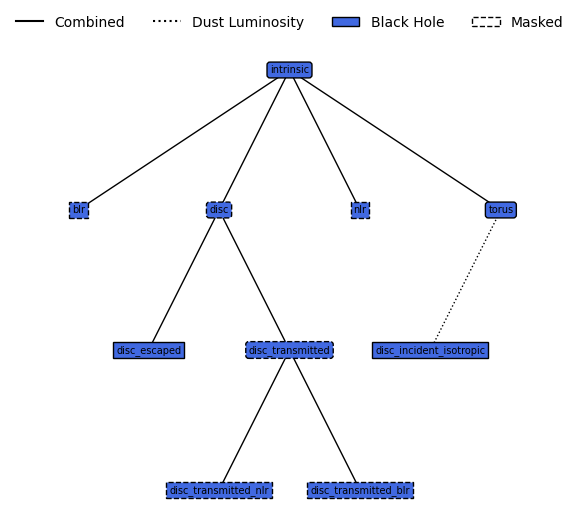 Combined Dust Luminosity Black Hole Masked
intrinsic
blr disc nlr torus
disc_escaped disc_transmitted disc_incident_isotropic
disc_transmitted_nlr disc_transmitted_blr